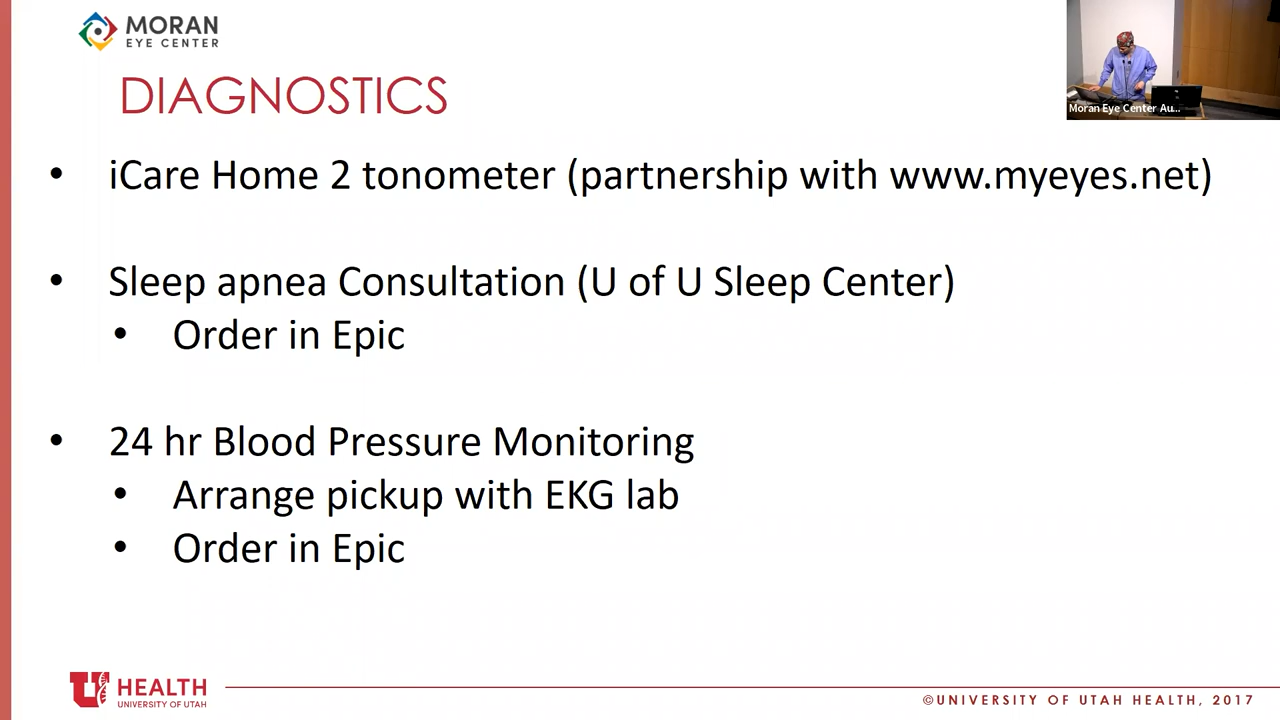 MORAN
EYE CENTER
Moran Eye Center Au...
DIAGNOSTICS
• iCare Home 2 tonometer (partnership with www.myeyes.net)
• Sleep apnea Consultation (U of U Sleep Center)
• Order in Epic
• 24 hr Blood Pressure Monitoring
• Arrange pickup with EKG lab
• Order in Epic
U HEALTH
UNIVERSITY OF UTAH
©UNIVERSITY OF UTAH HEALTH, 2017